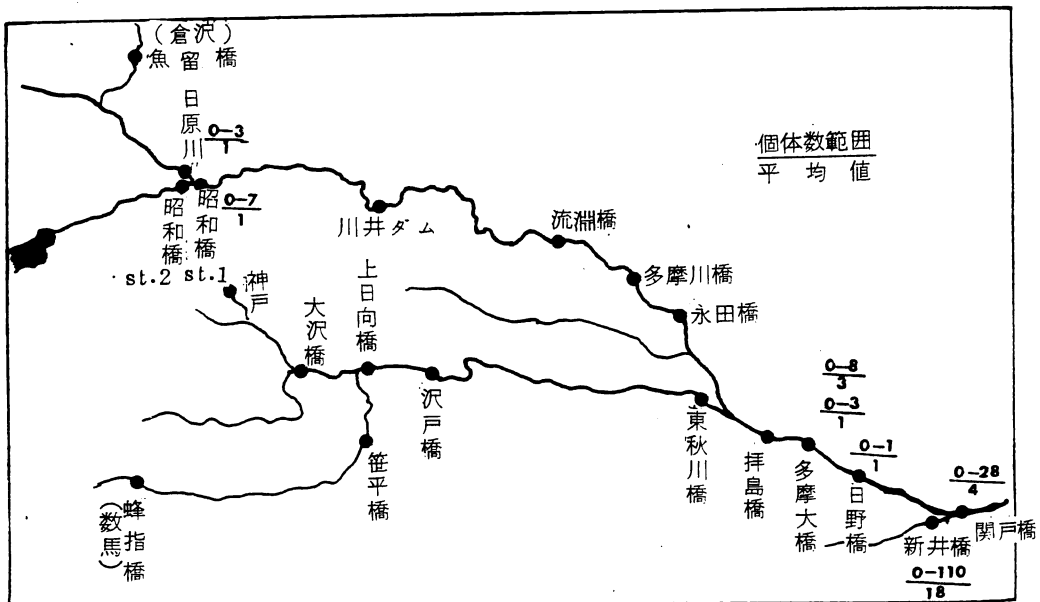 (倉沢)
魚留橋
日原川
0-3
1
昭和橋
st.2
昭和橋
st.1
0-7
1
川井ダム
流淵橋
多摩川橋
永田橋
個体数範囲
平均値
神戸
大沢橋
上日向橋
沢戸橋
笹平橋
蜂指橋
(数馬)
東秋川橋
拝島橋
多摩大橋
日野橋
新井橋
関戸橋
0-8
3
0-3
1
0-1
1
0-28
4
0-110
18